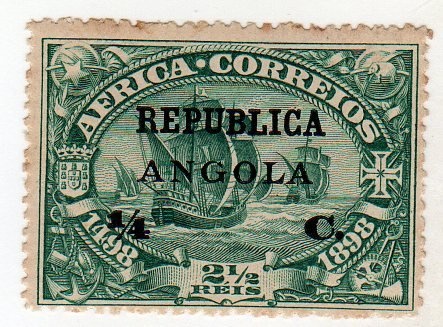 AFRICA · CORREIOS
REPUBLICA
ANGOLA
¼ C.
1498 1898
2½
REIS